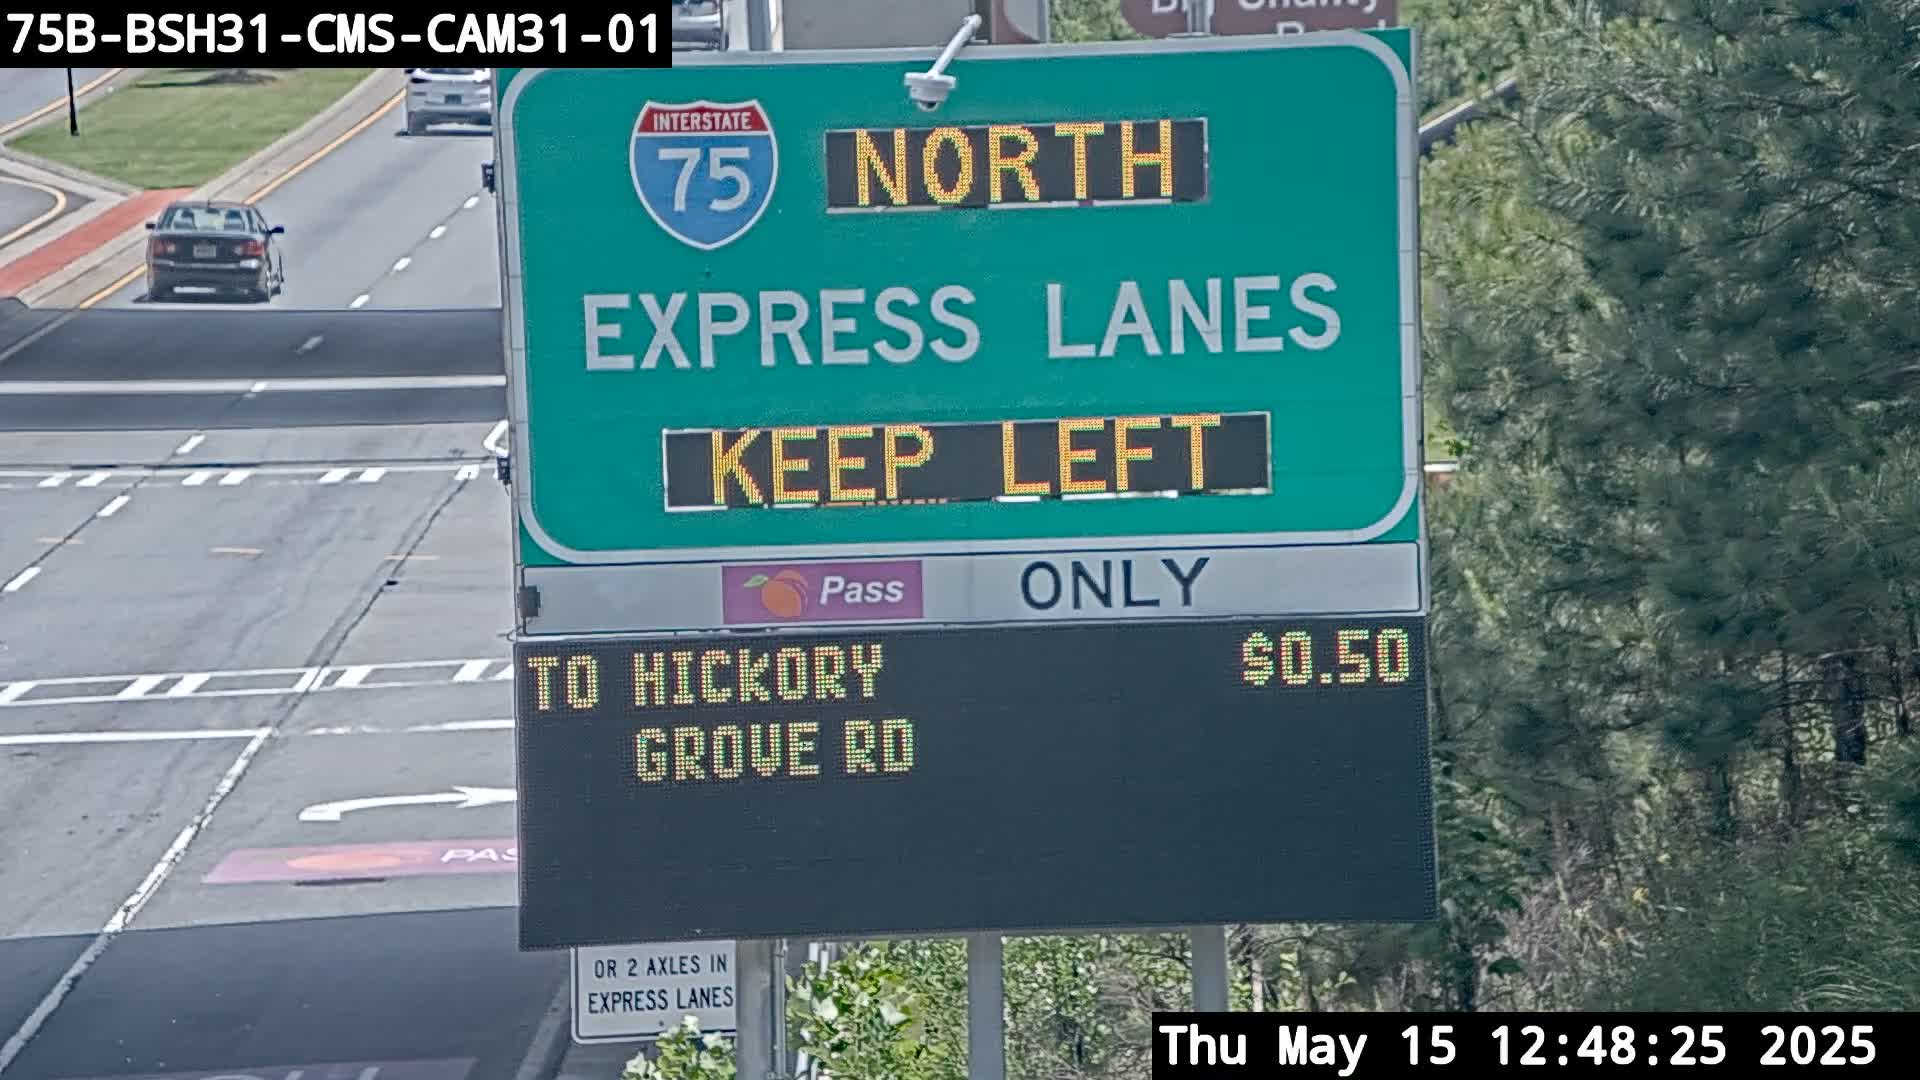 75B-BSH31-CMS-CAM31-01
INTERSTATE
75
NORTH
EXPRESS LANES
KEEP LEFT
Pass ONLY
TO HICKORY $0.50
GROVE RD
OR 2 AXLES IN
EXPRESS LANES
Thu May 15 12:48:25 2025